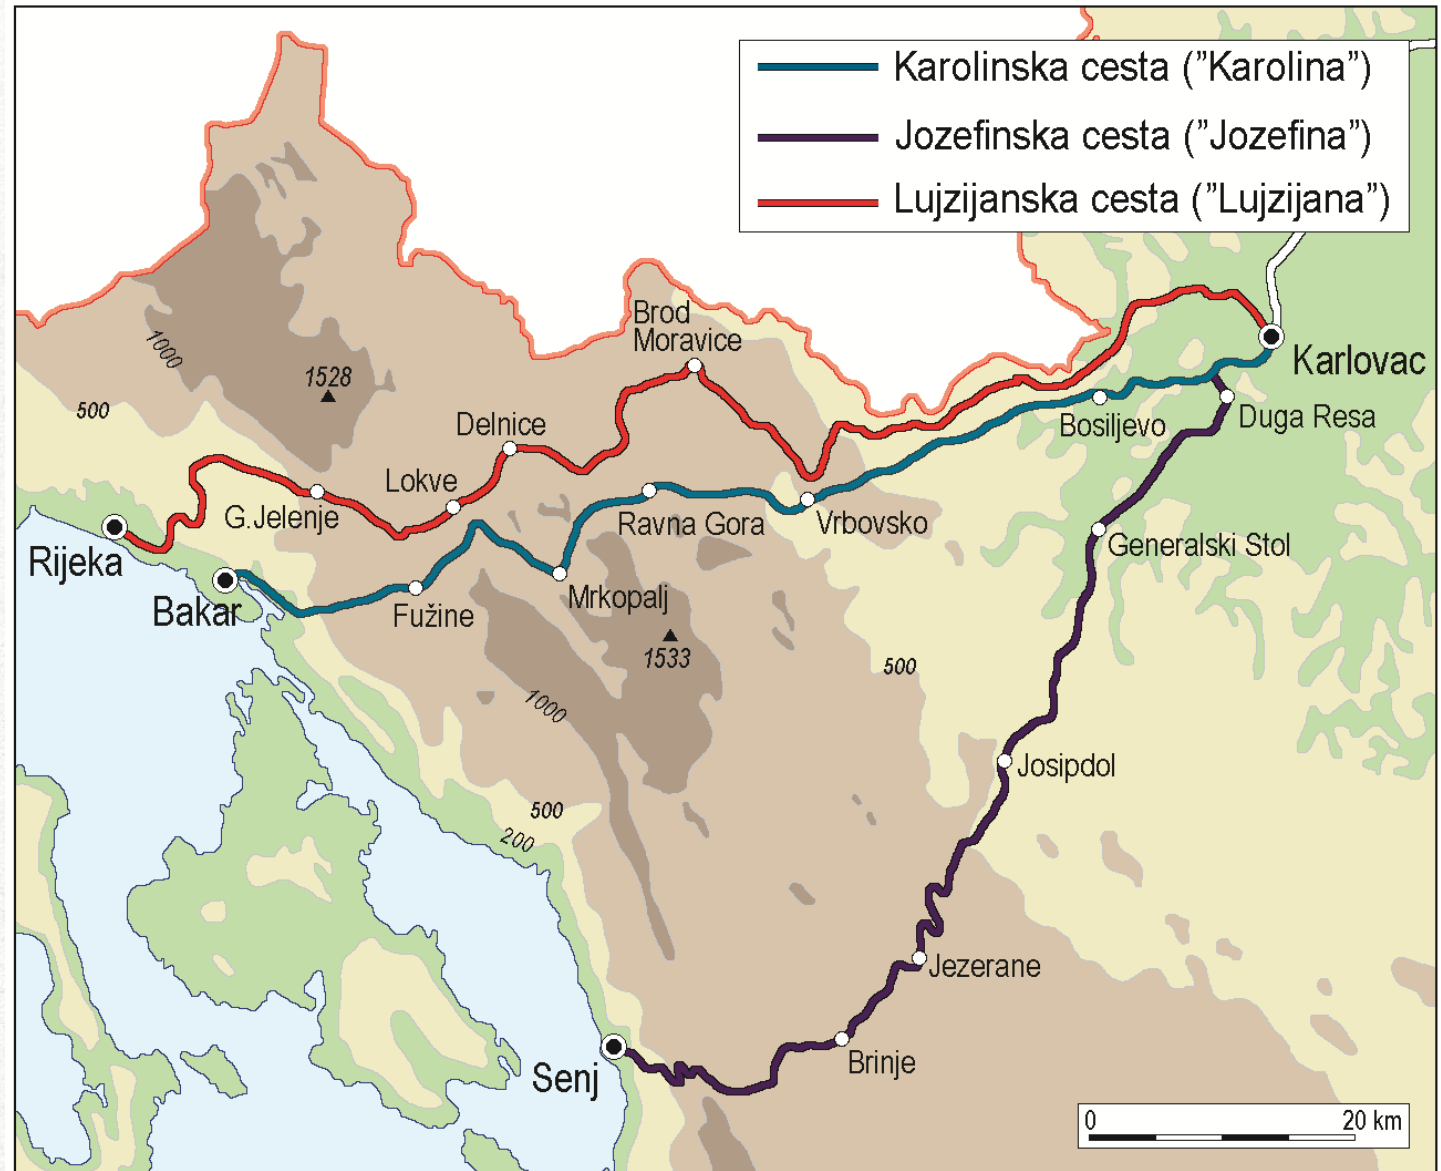 Karolinska cesta (”Karolina”)
Jozefinska cesta (”Jozefina”)
Lujzijanska cesta (”Lujzijana”)
Brod
Moravice
1000
1528
Karlovac
500
Delnice
Bosiljevo
Duga Resa
Lokve
G.Jelenje
Ravna Gora
Vrbovsko
Generalski Stol
Rijeka
Bakar
Fužine
Mrkopalj
1533
500
1000
Josipdol
500
200
Jezerane
Senj
Brinje
0 20 km